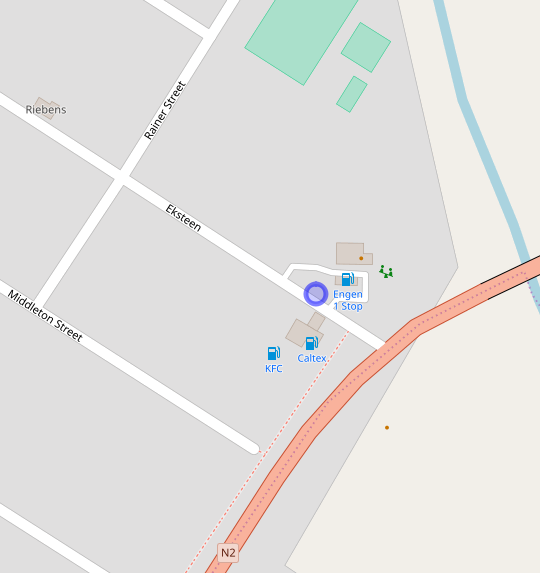 Rainer Street
Riebens
Eksteen
Engen
1 Stop
Middleton Street
Caltex
KFC
N2